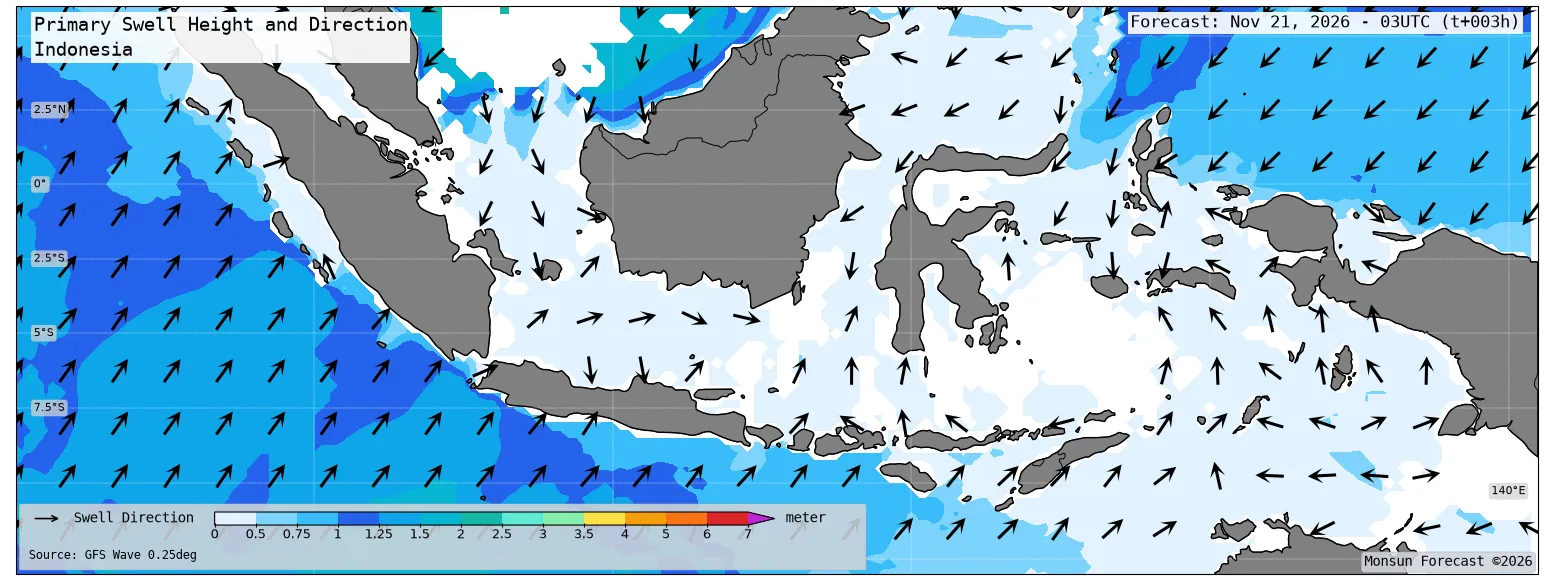 Primary Swell Height and Direction
Indonesia
Forecast: Nov 21, 2026 - 03UTC (t+003h)
2.5°N
0°
2.5°S
5°S
7.5°S
140°E
Swell Direction
meter
0 0.5 0.75 1 1.25 1.5 2 2.5 3 3.5 4 5 6 7
Source: GFS Wave 0.25deg
Monsun Forecast ©2026